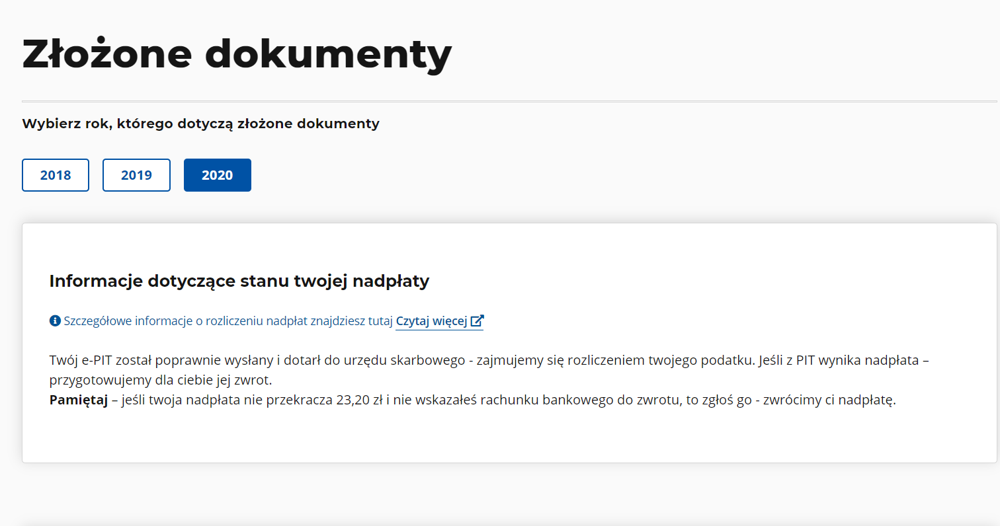 Złożone dokumenty
Wybierz rok, którego dotyczą złożone dokumenty
2018 2019 2020
Informacje dotyczące stanu twojej nadpłaty
Szczegółowe informacje o rozliczeniu nadpłat znajdziesz tutaj Czytaj więcej
Twój e-PIT został poprawnie wysłany i dotarł do urzędu skarbowego - zajmujemy się rozliczeniem twojego podatku. Jeśli z PIT wynika nadpłata –
przygotowujemy dla ciebie jej zwrot.
Pamiętaj – jeśli twoja nadpłata nie przekracza 23,20 zł i nie wskazałeś rachunku bankowego do zwrotu, to zgłoś go - zwrócimy ci nadpłatę.